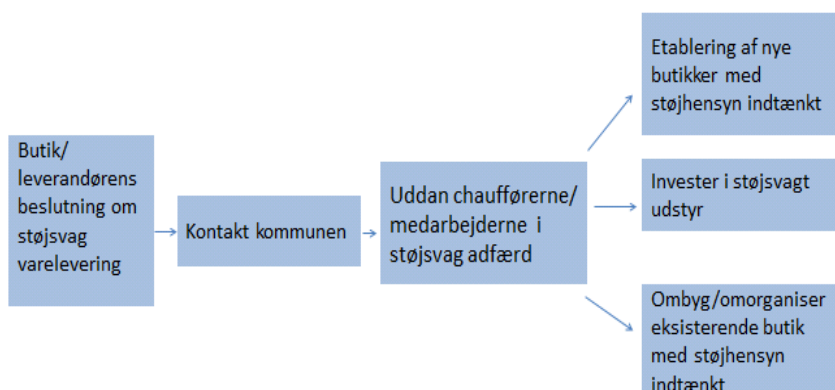 Butik/
leverandørens
beslutning om
støjsvag
varelevering
Kontakt kommunen
Uddan chaufførerne/
medarbejderne i
støjsvag adfærd
Etablering af nye
butikker med
støjhensyn indtænkt
Invester i støjsvagt
udstyr
Ombyg/omorganiser
eksisterende butik
med støjhensyn
indtænkt